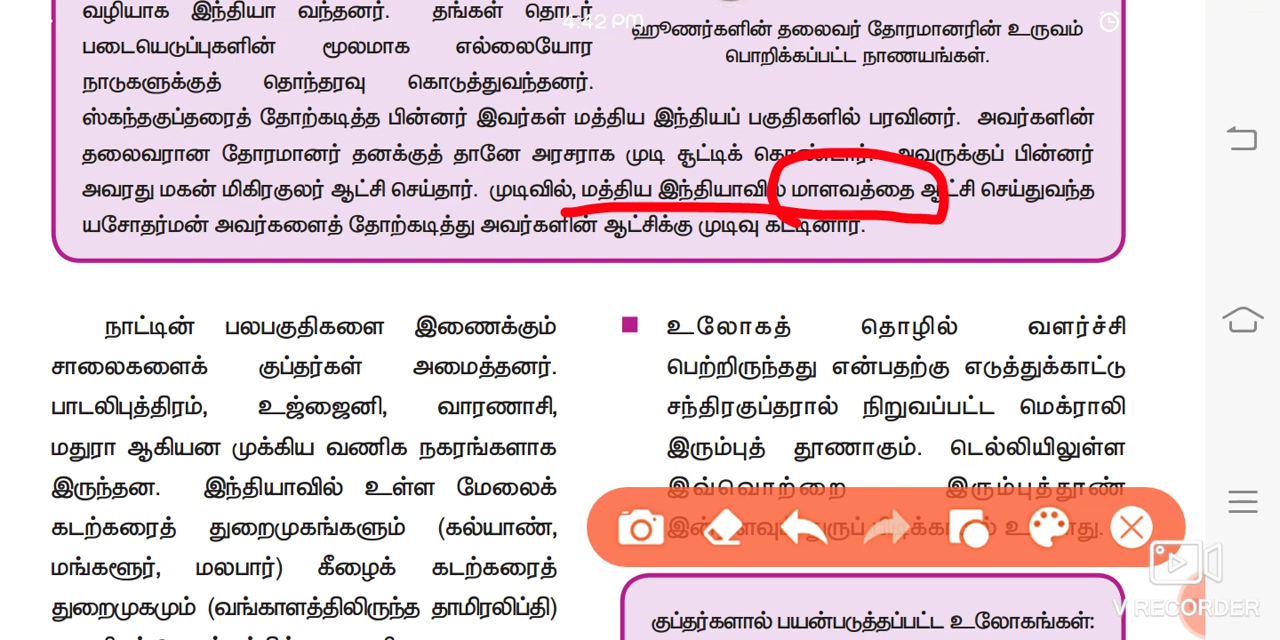 வழியாக இந்தியா வந்தனர். தங்கள் தொடர்
படையெடுப்புகளின் மூலமாக எல்லையோர
நாடுகளுக்குத் தொந்தரவு கொடுத்துவந்தனர்.
4:42 PM
ஹூணர்களின் தலைவர் தோரமானரின் உருவம்
பொறிக்கப்பட்ட நாணயங்கள்.
ஸ்கந்தகுப்தரைத் தோற்கடித்த பின்னர் இவர்கள் மத்திய இந்தியப் பகுதிகளில் பரவினர். அவர்களின்
தலைவரான தோரமானர் தனக்குத் தானே அரசராக முடி சூட்டிக் கொண்டார். அவருக்குப் பின்னர்
அவரது மகன் மிகிரகுலர் ஆட்சி செய்தார். முடிவில், மத்திய இந்தியாவில் மாளவத்தை ஆட்சி செய்துவந்த
யசோதர்மன் அவர்களைத் தோற்கடித்து அவர்களின் ஆட்சிக்கு முடிவு கட்டினார்.
நாட்டின் பலபகுதிகளை இணைக்கும்
சாலைகளைக் குப்தர்கள் அமைத்தனர்.
பாடலிபுத்திரம், உஜ்ஜைனி, வாரணாசி,
மதுரா ஆகியன முக்கிய வணிக நகரங்களாக
இருந்தன. இந்தியாவில் உள்ள மேலைக்
கடற்கரைத் துறைமுகங்களும் (கல்யாண்,
மங்களூர், மலபார்) கீழைக் கடற்கரைத்
துறைமுகமும் (வங்காளத்திலிருந்த தாமிரலிப்தி)
உலோகத் தொழில் வளர்ச்சி
பெற்றிருந்தது என்பதற்கு எடுத்துக்காட்டு
சந்திரகுப்தரால் நிறுவப்பட்ட மெக்ராலி
இரும்புத் தூணாகும். டெல்லியிலுள்ள
இவ்வொற்றை இரும்புத்தூண்
குப்தர்களால் பயன்படுத்தப்பட்ட உலோகங்கள்:
V RECORDER